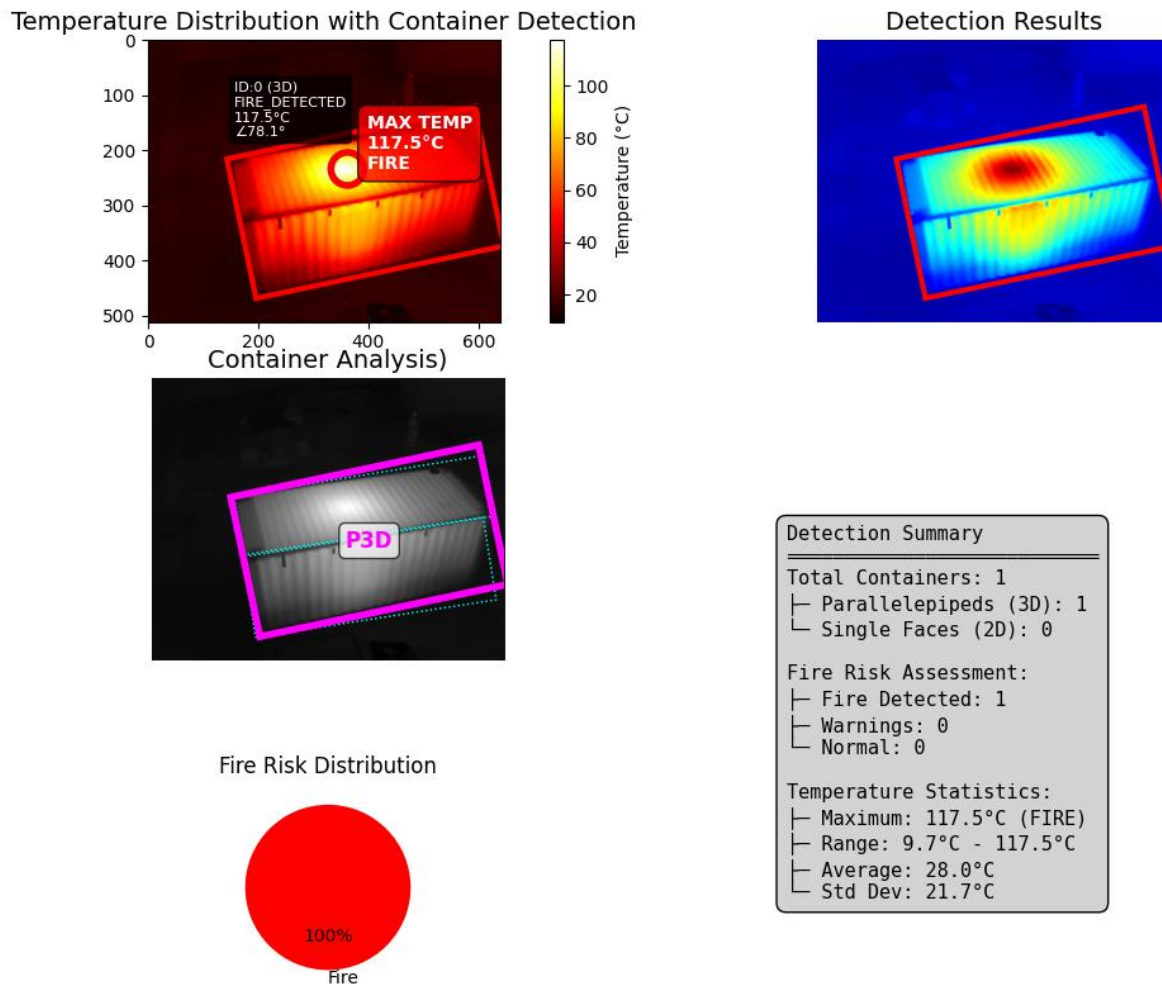 Temperature Distribution with Container Detection
0
100
200
300
400
500
0
200
400
600
ID:0 (3D)
FIRE_DETECTED
117.5°C
∠78.1°
MAX TEMP
117.5°C
FIRE
100
80
60
40
20
Temperature (°C)
Detection Results
Container Analysis)
P3D
Detection Summary
Total Containers: 1
├─ Parallelepipeds (3D): 1
└─ Single Faces (2D): 0
Fire Risk Assessment:
├─ Fire Detected: 1
├─ Warnings: 0
└─ Normal: 0
Temperature Statistics:
├─ Maximum: 117.5°C (FIRE)
├─ Range: 9.7°C - 117.5°C
├─ Average: 28.0°C
└─ Std Dev: 21.7°C
Fire Risk Distribution
100%
Fire